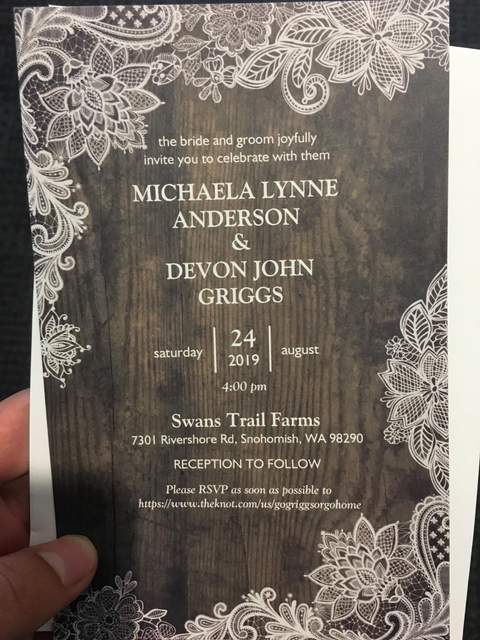 the bride and groom joyfully
invite you to celebrate with them
MICHAELA LYNNE
ANDERSON
&
DEVON JOHN
GRIGGS
saturday | 24 2019 | august
4:00 pm
Swans Trail Farms
7301 Rivershore Rd, Snohomish, WA 98290
RECEPTION TO FOLLOW
Please RSVP as soon as possible to
https://www.theknot.com/us/gogriggsorgohome